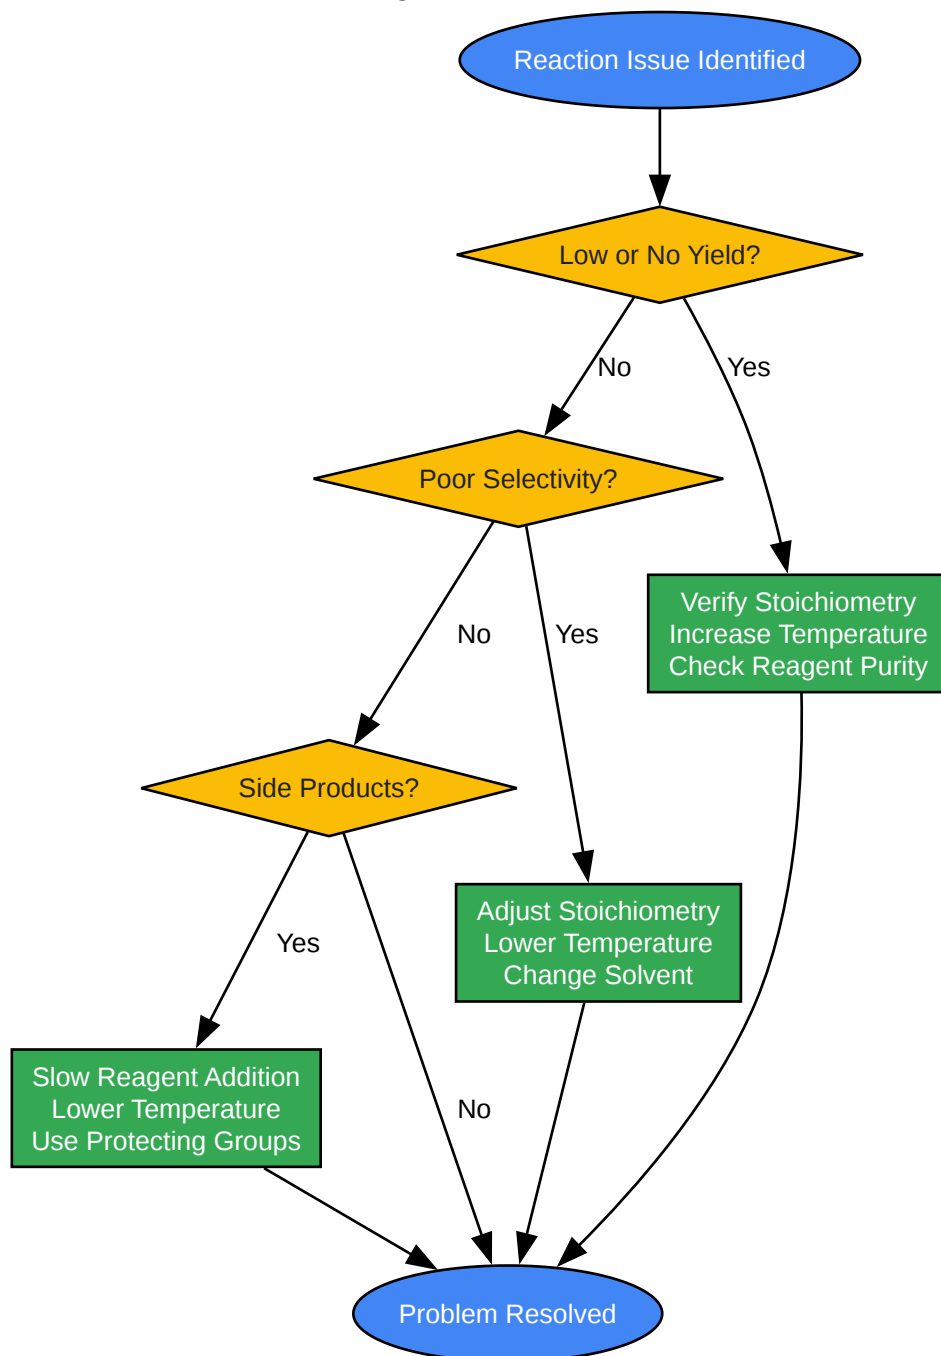 Reaction Issue Identified
Low or No Yield?
No
Yes
Poor Selectivity?
Verify Stoichiometry
Increase Temperature
Check Reagent Purity
No
Yes
Side Products?
Adjust Stoichiometry
Lower Temperature
Change Solvent
Yes
Slow Reagent Addition
Lower Temperature
Use Protecting Groups
No
Problem Resolved